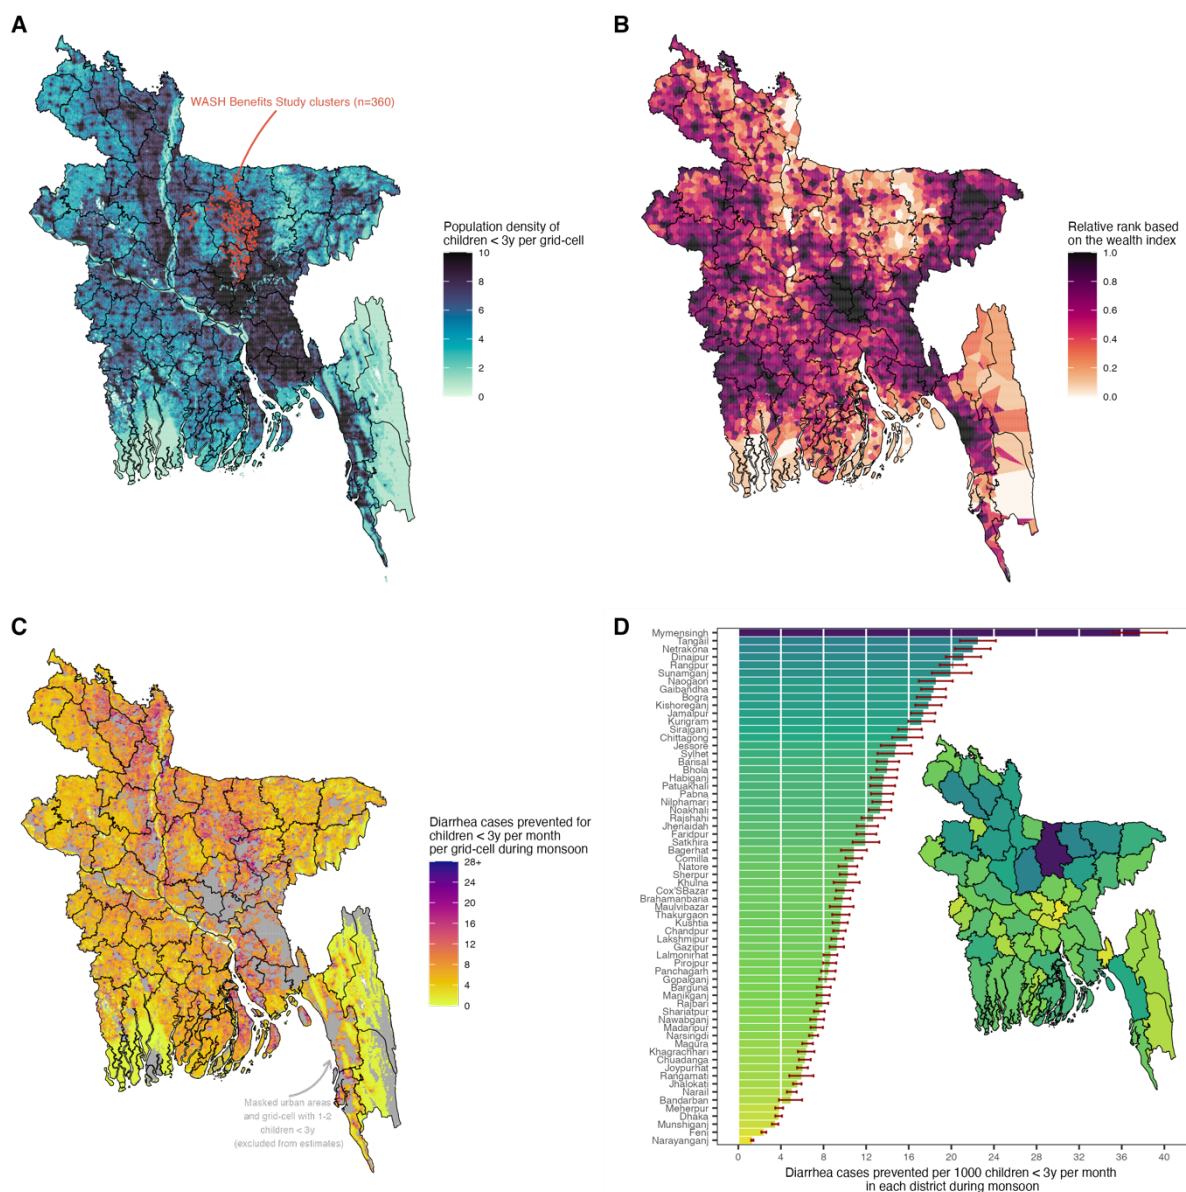 A
WASH Benefits Study clusters (n=360)
Population density of
children < 3y per grid-cell
10
8
6
4
2
0
B
Relative rank based
on the wealth index
1.0
0.8
0.6
0.4
0.2
0.0
C
Diarrhea cases prevented for
children < 3y per month
per grid-cell during monsoon
28+
24
20
16
12
8
4
0
Masked urban areas
and grid-cell with 1-2
children < 3y
(excluded from estimates)
D
Mymensingh
Tangail
Netrakona
Dinajpur
Rangpur
Sunamganj
Naogaon
Gaibandha
Bogra
Kishoreganj
Jamalpur
Kurigram
Sirajganj
Chittagong
Jessore
Sylhet
Barisal
Bhola
Habiganj
Patuakhali
Pabna
Nilphamari
Noakhali
Rajshahi
Jhenaidah
Faridpur
Satkhira
Bagerhat
Comilla
Natore
Sherpur
Khulna
Cox'SBazar
Brahamanbaria
Maulvibazar
Thakurgaon
Kushtia
Chandpur
Lakshmipur
Gazipur
Lalmonirhat
Pirojpur
Panchagarh
Gopalganj
Barguna
Manikganj
Rajbari
Shariatpur
Nawabganj
Madaripur
Narsingdi
Magura
Khagrachhari
Chuadanga
Joypurhat
Rangamati
Jhalokati
Narail
Bandarban
Meherpur
Dhaka
Munshiganj
Feni
Narayanganj
0 4 8 12 16 20 24 28 32 36 40
Diarrhea cases prevented per 1000 children < 3y per month
in each district during monsoon